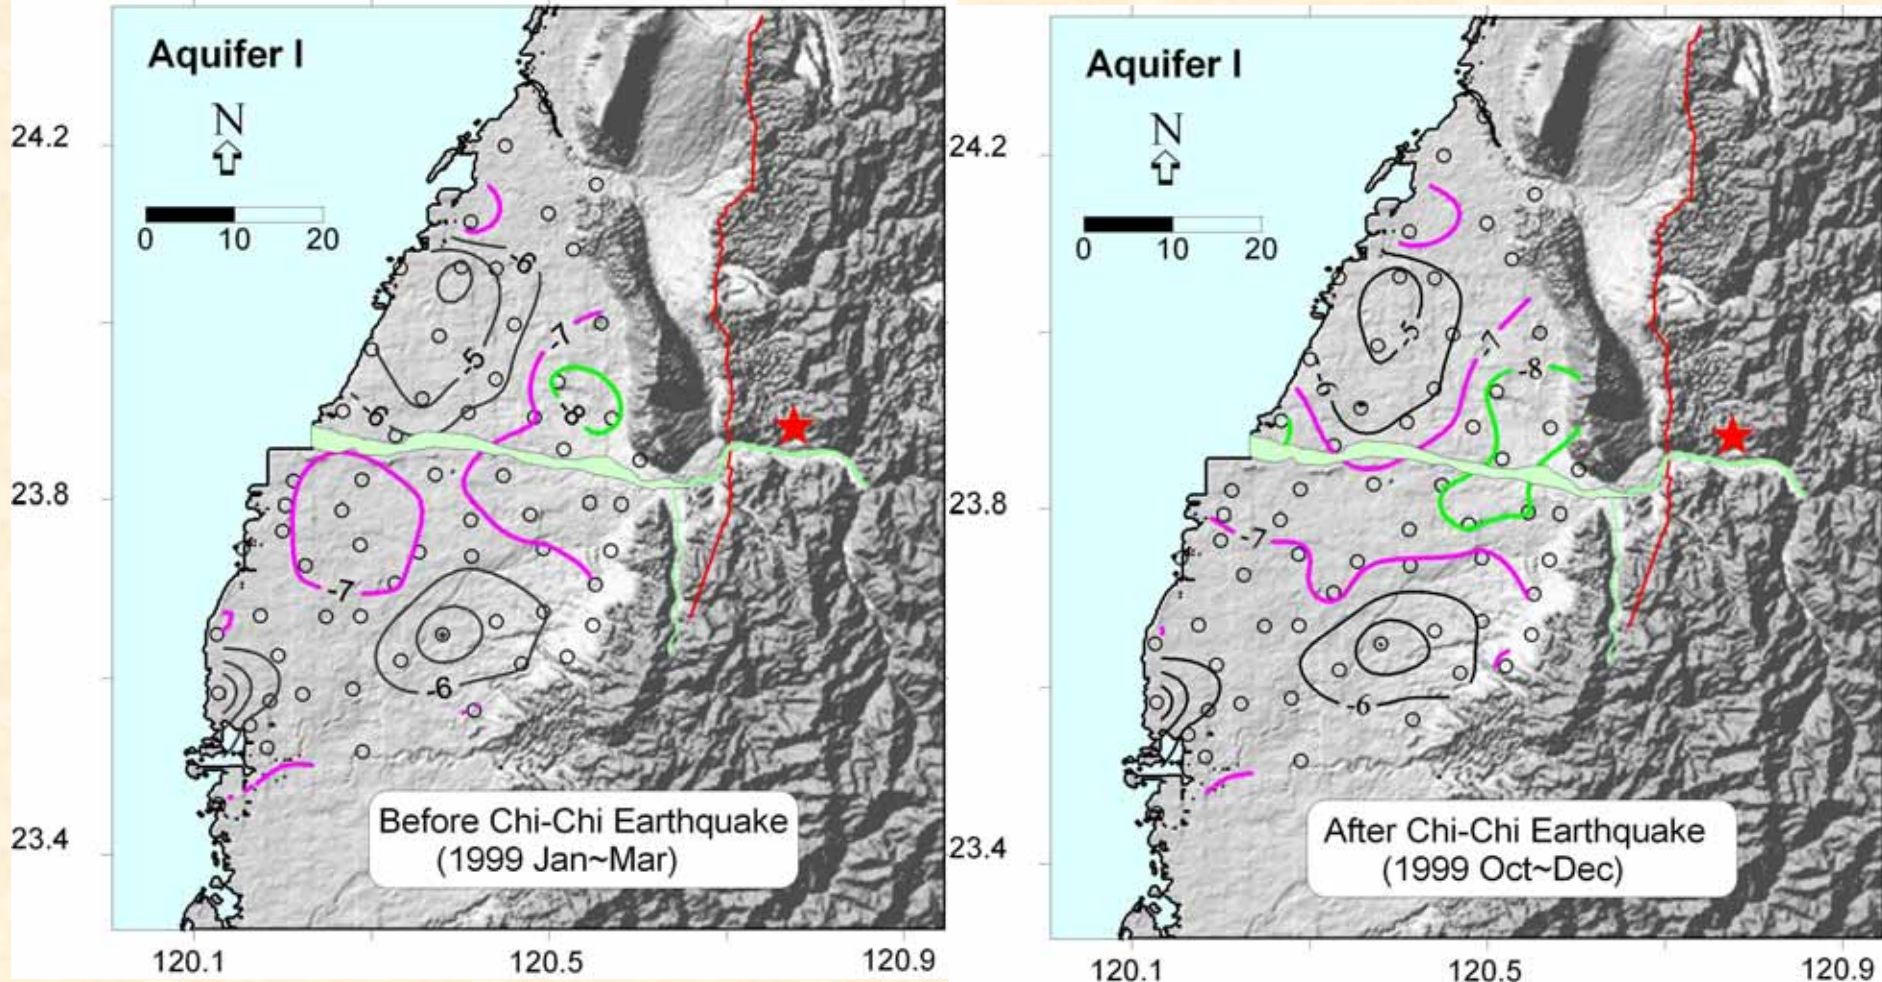 Aquifer I
N
0 10 20
24.2
23.8
23.4
120.1 120.5 120.9
-6
-5
-7
-6
-8
-7
-6
Before Chi-Chi Earthquake
(1999 Jan~Mar)
Aquifer I
N
0 10 20
24.2
23.8
23.4
120.1 120.5 120.9
-5
-7
-6
-8
-7
-6
After Chi-Chi Earthquake
(1999 Oct~Dec)